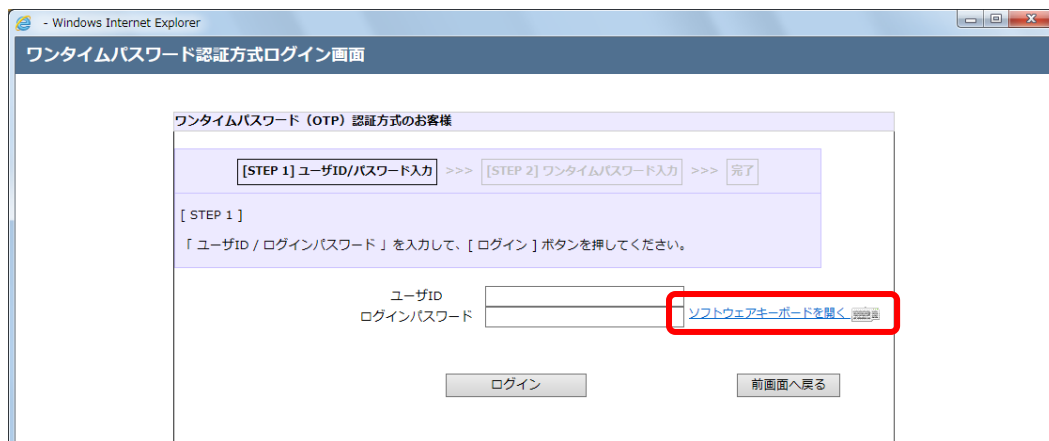 - Windows Internet Explorer
ワンタイムパスワード認証方式ログイン画面
ワンタイムパスワード（OTP）認証方式のお客様
[STEP 1] ユーザID/パスワード入力 >>> [STEP 2] ワンタイムパスワード入力 >>> 完了
[ STEP 1 ]
「 ユーザID / ログインパスワード 」を入力して、[ ログイン ] ボタンを押してください。
ユーザID
ログインパスワード ソフトウェアキーボードを開く
ログイン 前画面へ戻る